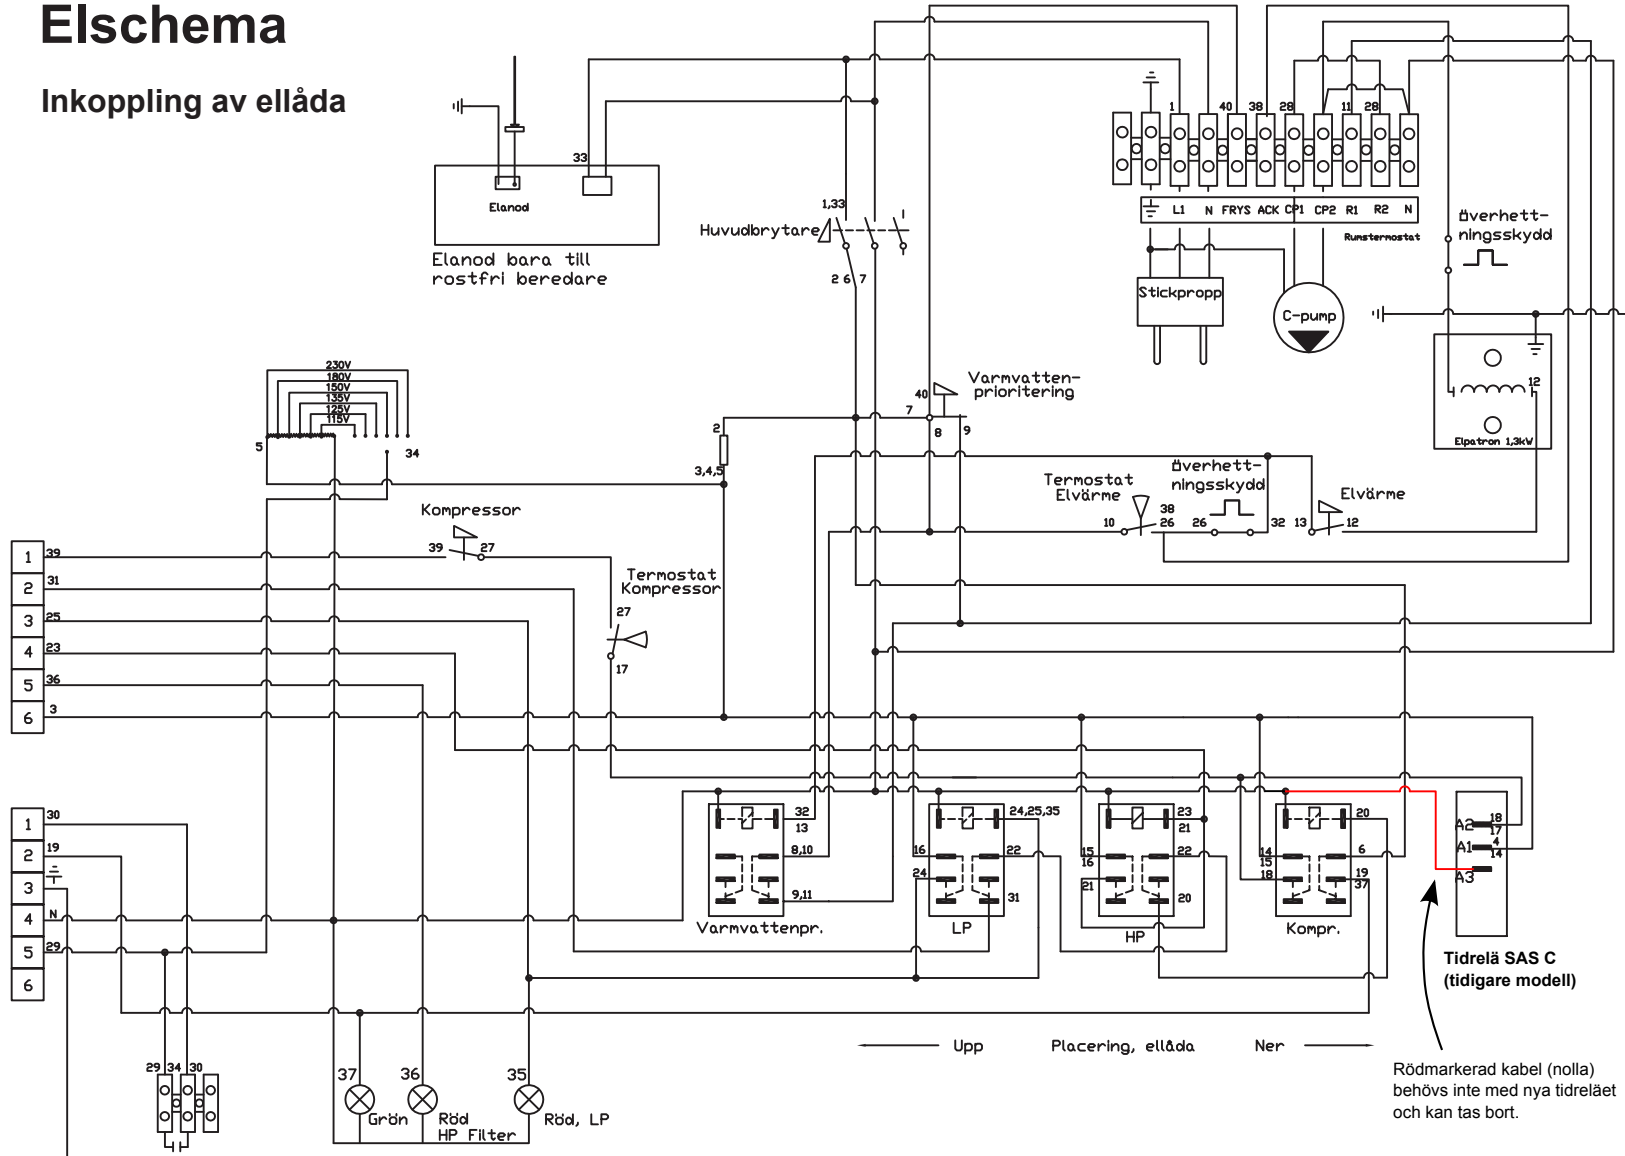 Elschema
Inkoppling av ellåda
33
Elanod
Elanod bara till
rostfri beredare
1,33
Huvudbrytare
2 6 7
1 40 38 28 11 28
L1 N FRYS ACK CP1 CP2 R1 R2 N
Rumstermostat
Stickpropp
C-pump
överhett-
ningsskydd
12
Elpatron 1,3kW
230V
180V
150V
135V
125V
115V
5
34
2
3,4,5
Varmvatten-
prioritering
40
7
8 9
Kompressor
39 27
Termostat
Kompressor
27
17
Termostat
Elvärme
10
38
26
överhett-
ningsskydd
26 32
Elvärme
13 12
1 39
2 31
3 25
4 23
5 36
6 3
1 30
2 19
3
4 N
5 29
6
32
13
8,10
9,11
Varmvattenpr.
24,25,35
16 22
24
31
LP
23
21
15 22
16
21
20
HP
20
14 6
15
18 19
37
Kompr.
A2 18
17
A1 4
14
A3
Tidrelä SAS C
(tidigare modell)
Upp Placering, ellåda Ner
Rödmarkerad kabel (nolla)
behövs inte med nya tidreläet
och kan tas bort.
29 34 30
37 36 35
Grön
Röd
HP Filter
Röd, LP